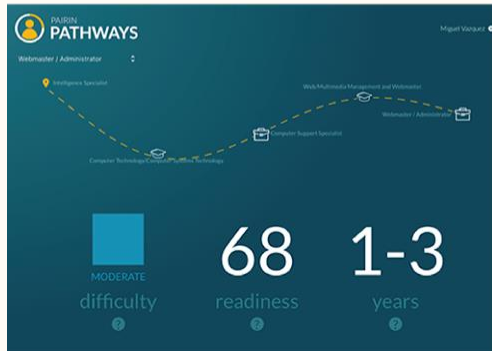 PAIRIN
PATHWAYS
Miguel Vazquez
Webmaster / Administrator
Intelligence Specialist
Web/Multimedia Management and Webmaster
Webmaster / Administrator
Computer Support Specialist
Computer Technology/Computer Systems Technology
68
1-3
MODERATE
difficulty
readiness
years
?
?
?